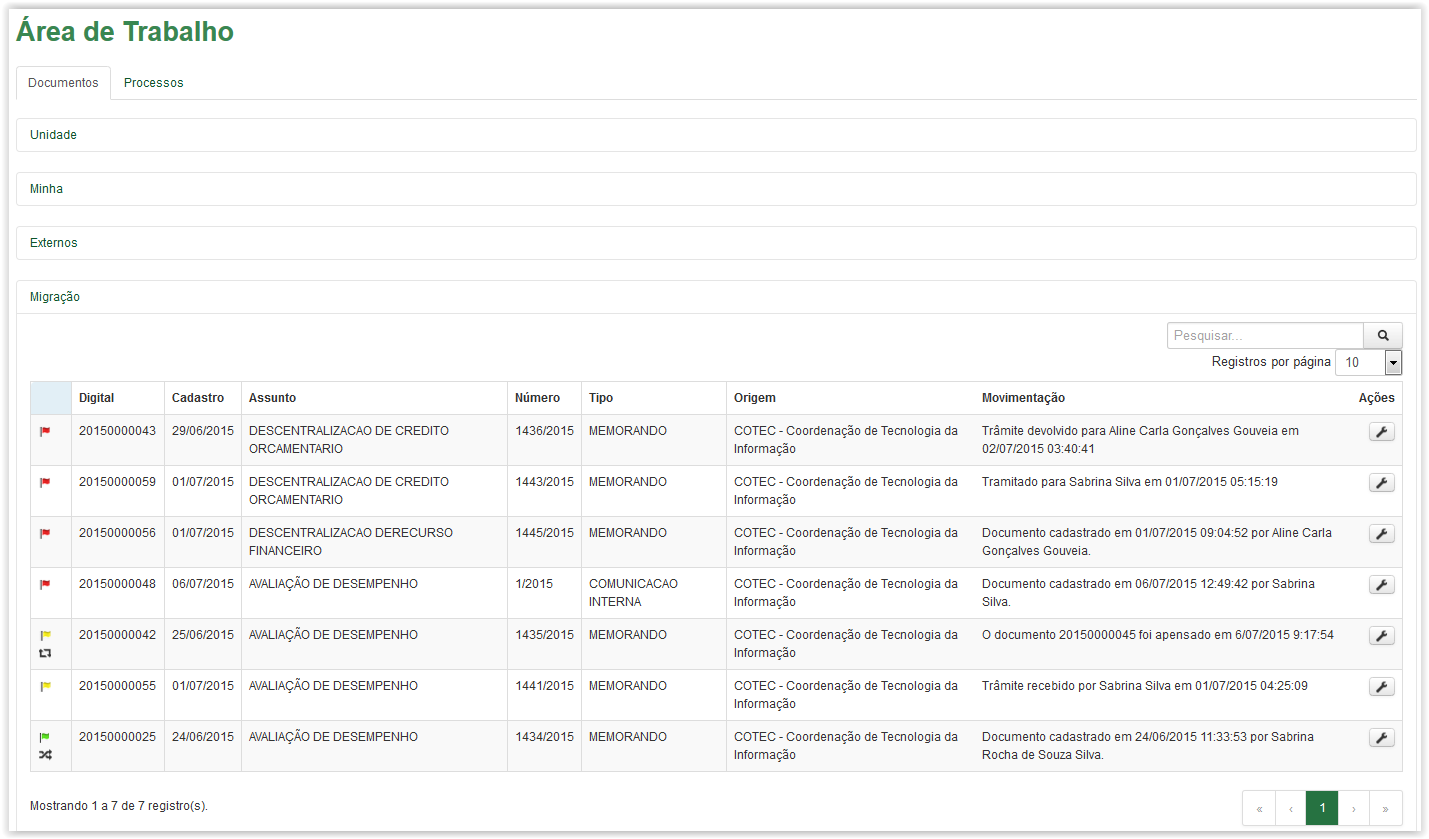 Área de Trabalho
Documentos Processos
Unidade
Minha
Externos
Migração
Pesquisar...
Registros por página 10
Digital Cadastro Assunto Número Tipo Origem Movimentação Ações
20150000043 29/06/2015 DESCENTRALIZACAO DE CREDITO 1436/2015 MEMORANDO COTEC - Coordenação de Tecnologia da Trâmite devolvido para Aline Carla Gonçalves Gouveia em
ORCAMENTARIO Informação 02/07/2015 03:40:41
20150000059 01/07/2015 DESCENTRALIZACAO DE CREDITO 1443/2015 MEMORANDO COTEC - Coordenação de Tecnologia da Tramitado para Sabrina Silva em 01/07/2015 05:15:19
ORCAMENTARIO Informação
20150000056 01/07/2015 DESCENTRALIZACAO DERECURSO 1445/2015 MEMORANDO COTEC - Coordenação de Tecnologia da Documento cadastrado em 01/07/2015 09:04:52 por Aline Carla
FINANCEIRO Informação Gonçalves Gouveia.
20150000048 06/07/2015 AVALIAÇÃO DE DESEMPENHO 1/2015 COMUNICACAO COTEC - Coordenação de Tecnologia da Documento cadastrado em 06/07/2015 12:49:42 por Sabrina
INTERNA Informação Silva.
20150000042 25/06/2015 AVALIAÇÃO DE DESEMPENHO 1435/2015 MEMORANDO COTEC - Coordenação de Tecnologia da O documento 20150000045 foi apensado em 6/07/2015 9:17:54
Informação
20150000055 01/07/2015 AVALIAÇÃO DE DESEMPENHO 1441/2015 MEMORANDO COTEC - Coordenação de Tecnologia da Trâmite recebido por Sabrina Silva em 01/07/2015 04:25:09
Informação
20150000025 24/06/2015 AVALIAÇÃO DE DESEMPENHO 1434/2015 MEMORANDO COTEC - Coordenação de Tecnologia da Documento cadastrado em 24/06/2015 11:33:53 por Sabrina
Informação Rocha de Souza Silva.
Mostrando 1 a 7 de 7 registro(s). « ‹ 1 › »